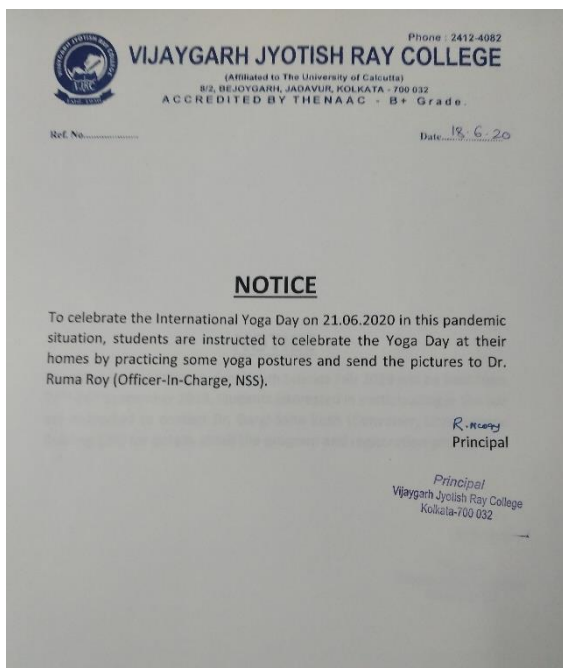 Phone : 2412-4082
VIJAYGARH JYOTISH RAY COLLEGE
(Affiliated to The University of Calcutta)
8/2, BEJOYGARH, JADAVUR, KOLKATA - 700 032
ACCREDITED BY THENAAC - B+ Grade.
Ref. No.................. Date 18.6.20
NOTICE
To celebrate the International Yoga Day on 21.06.2020 in this pandemic
situation, students are instructed to celebrate the Yoga Day at their
homes by practicing some yoga postures and send the pictures to Dr.
Ruma Roy (Officer-In-Charge, NSS).
Principal
Principal
Vijaygarh Jyotish Ray College
Kolkata-700 032